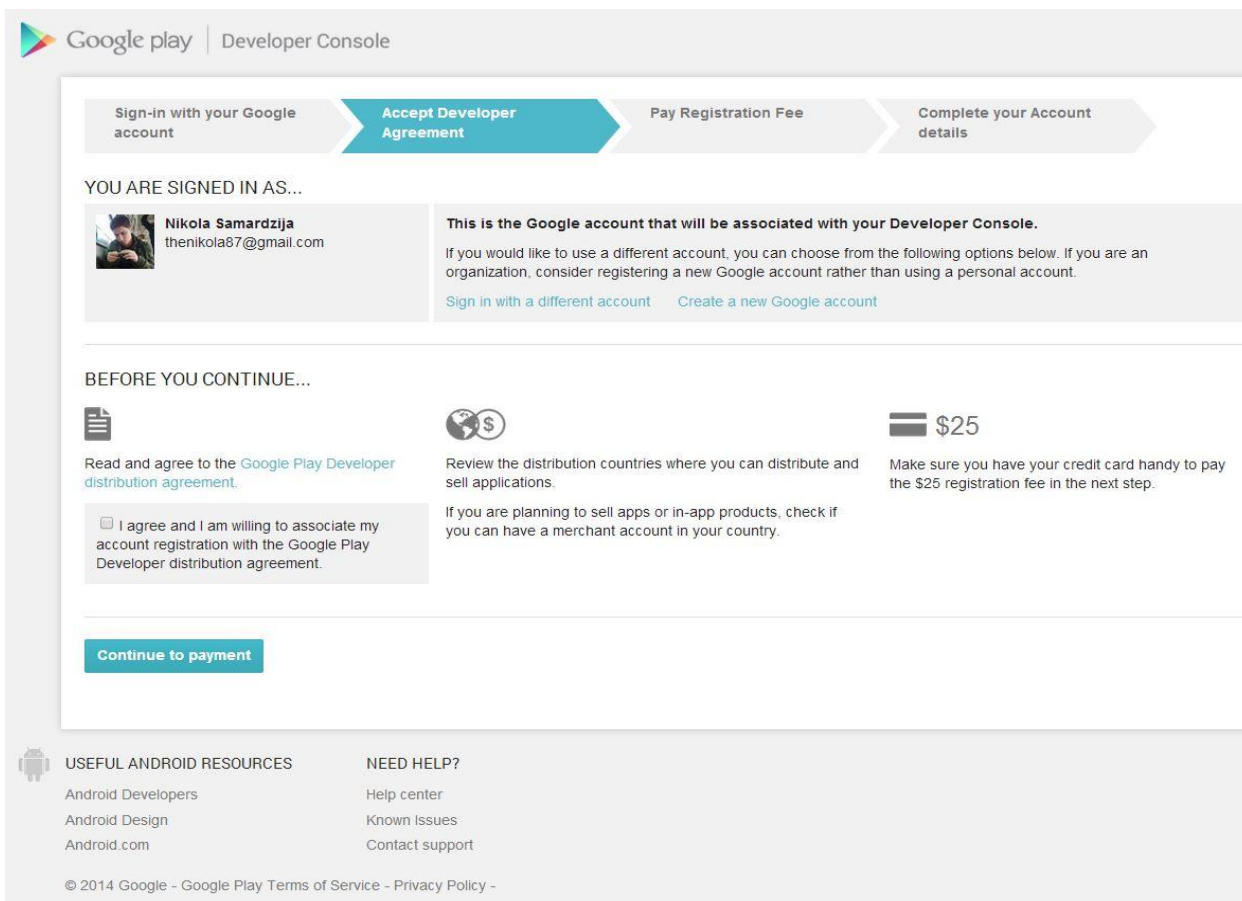 Google play | Developer Console
Sign-in with your Google
account
Accept Developer
Agreement
Pay Registration Fee
Complete your Account
details
YOU ARE SIGNED IN AS...
Nikola Samardzija
thenikola87@gmail.com
This is the Google account that will be associated with your Developer Console.
If you would like to use a different account, you can choose from the following options below. If you are an
organization, consider registering a new Google account rather than using a personal account.
Sign in with a different account Create a new Google account
BEFORE YOU CONTINUE...
Read and agree to the Google Play Developer
distribution agreement.
I agree and I am willing to associate my
account registration with the Google Play
Developer distribution agreement.
$
Review the distribution countries where you can distribute and
sell applications.
If you are planning to sell apps or in-app products, check if
you can have a merchant account in your country.
$25
Make sure you have your credit card handy to pay
the $25 registration fee in the next step.
Continue to payment
USEFUL ANDROID RESOURCES
Android Developers
Android Design
Android.com
NEED HELP?
Help center
Known Issues
Contact support
© 2014 Google - Google Play Terms of Service - Privacy Policy -